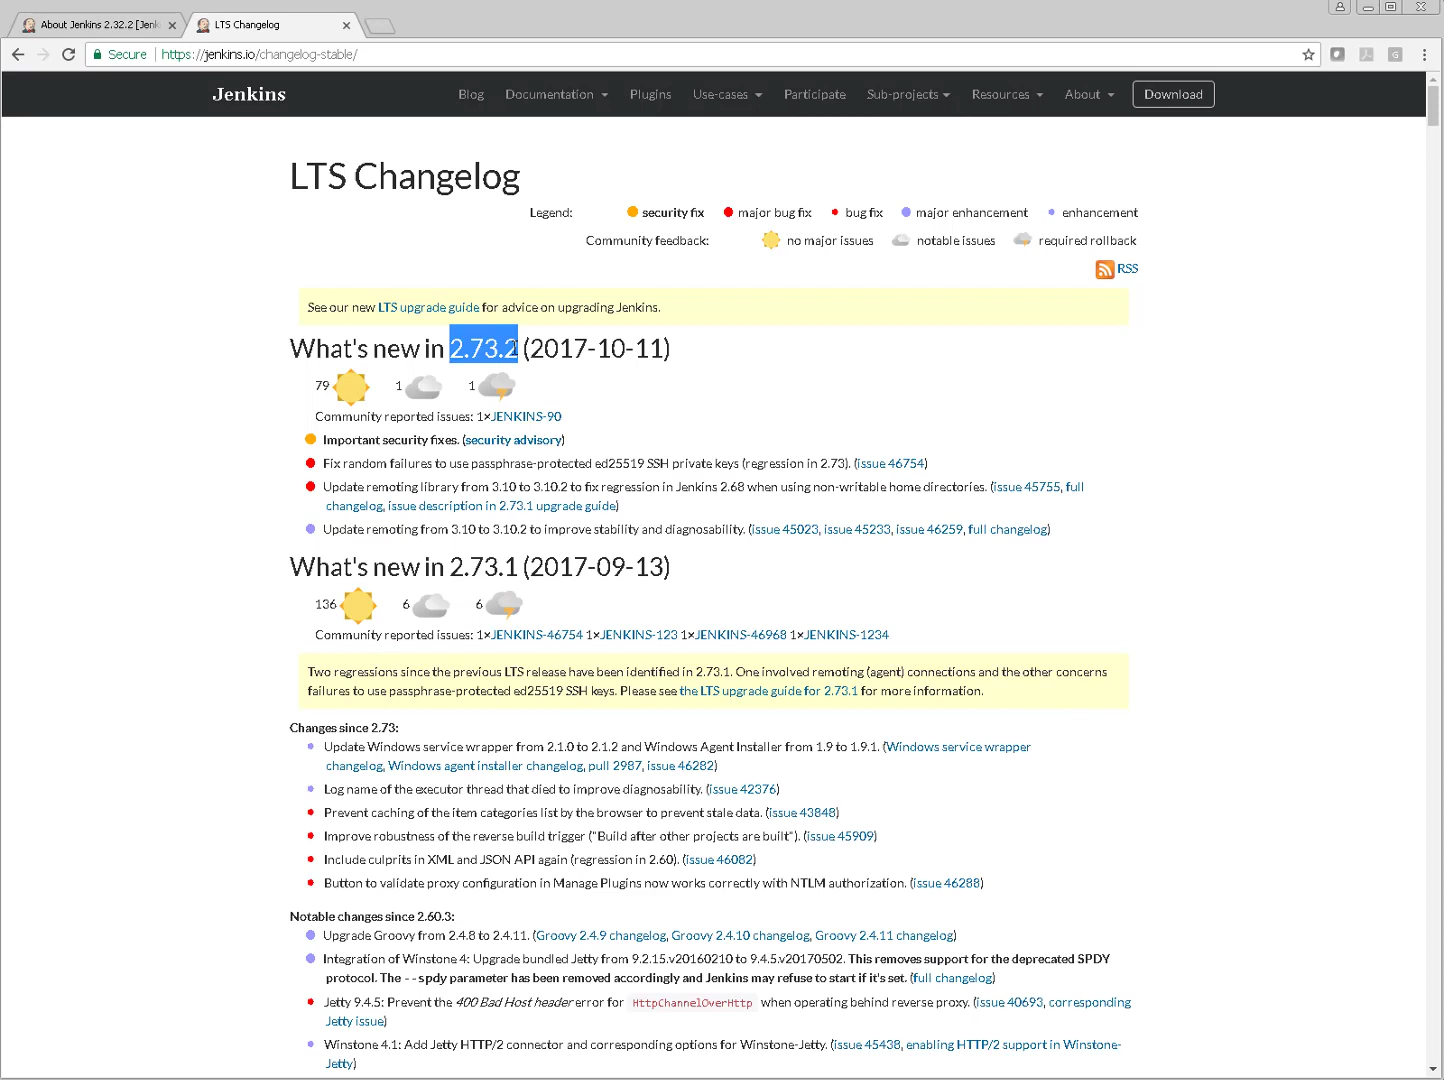 About Jenkins 2.32.2 [Jenk
LTS Changelog
Secure
https://jenkins.io/changelog-stable/
Jenkins
Blog
Documentation
Plugins
Use-cases
Participate
Sub-projects
Resources
About
Download
LTS Changelog
Legend: security fix major bug fix bug fix major enhancement enhancement
Community feedback: no major issues notable issues required rollback
RSS
See our new LTS upgrade guide for advice on upgrading Jenkins.
What's new in 2.73.2 (2017-10-11)
79 1 1
Community reported issues: 1×JENKINS-90
Important security fixes. (security advisory)
Fix random failures to use passphrase-protected ed25519 SSH private keys (regression in 2.73). (issue 46754)
Update remoting library from 3.10 to 3.10.2 to fix regression in Jenkins 2.68 when using non-writable home directories. (issue 45755, full
changelog, issue description in 2.73.1 upgrade guide)
Update remoting from 3.10 to 3.10.2 to improve stability and diagnosability. (issue 45023, issue 45233, issue 46259, full changelog)
What's new in 2.73.1 (2017-09-13)
136 6 6
Community reported issues: 1×JENKINS-46754 1×JENKINS-123 1×JENKINS-46968 1×JENKINS-1234
Two regressions since the previous LTS release have been identified in 2.73.1. One involved remoting (agent) connections and the other concerns
failures to use passphrase-protected ed25519 SSH keys. Please see the LTS upgrade guide for 2.73.1 for more information.
Changes since 2.73:
Update Windows service wrapper from 2.1.0 to 2.1.2 and Windows Agent Installer from 1.9 to 1.9.1. (Windows service wrapper
changelog, Windows agent installer changelog, pull 2987, issue 46282)
Log name of the executor thread that died to improve diagnosability. (issue 42376)
Prevent caching of the item categories list by the browser to prevent stale data. (issue 43848)
Improve robustness of the reverse build trigger ("Build after other projects are built"). (issue 45909)
Include culprits in XML and JSON API again (regression in 2.60). (issue 46082)
Button to validate proxy configuration in Manage Plugins now works correctly with NTLM authorization. (issue 46288)
Notable changes since 2.60.3:
Upgrade Groovy from 2.4.8 to 2.4.11. (Groovy 2.4.9 changelog, Groovy 2.4.10 changelog, Groovy 2.4.11 changelog)
Integration of Winstone 4: Upgrade bundled Jetty from 9.2.15.v20160210 to 9.4.5.v20170502. This removes support for the deprecated SPDY
protocol. The --spdy parameter has been removed accordingly and Jenkins may refuse to start if it's set. (full changelog)
Jetty 9.4.5: Prevent the 400 Bad Host header error for HttpChannelOverHttp when operating behind reverse proxy. (issue 40693, corresponding
Jetty issue)
Winstone 4.1: Add Jetty HTTP/2 connector and corresponding options for Winstone-Jetty. (issue 45438, enabling HTTP/2 support in Winstone-
Jetty)